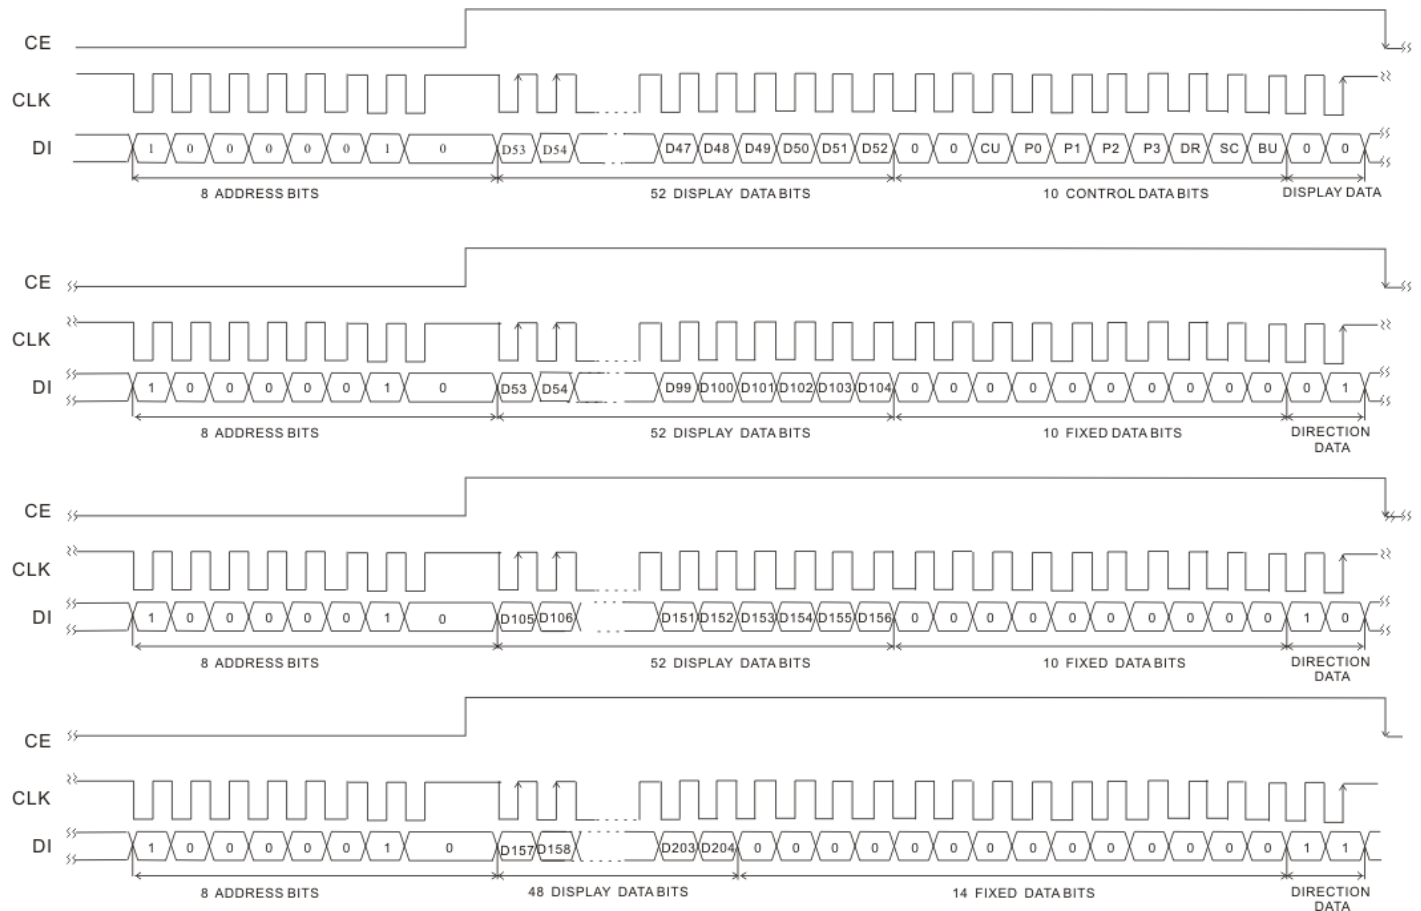 CE
CLK
DI 1 0 0 0 0 0 1 0 D53 D54 D47 D48 D49 D50 D51 D52 0 0 CU P0 P1 P2 P3 DR SC BU 0 0
8 ADDRESS BITS 52 DISPLAY DATA BITS 10 CONTROL DATA BITS DISPLAY DATA
CE
CLK
DI 1 0 0 0 0 0 1 0 D53 D54 D99 D100 D101 D102 D103 D104 0 0 0 0 0 0 0 0 0 0 0 1
8 ADDRESS BITS 52 DISPLAY DATA BITS 10 FIXED DATA BITS DIRECTION
DATA
CE
CLK
DI 1 0 0 0 0 0 1 0 D105 D106 D151 D152 D153 D154 D155 D156 0 0 0 0 0 0 0 0 0 0 1 0
8 ADDRESS BITS 52 DISPLAY DATA BITS 10 FIXED DATA BITS DIRECTION
DATA
CE
CLK
DI 1 0 0 0 0 0 1 0 D157 D158 D203 D204 0 0 0 0 0 0 0 0 0 0 0 0 0 0 1 1
8 ADDRESS BITS 48 DISPLAY DATA BITS 14 FIXED DATA BITS DIRECTION
DATA